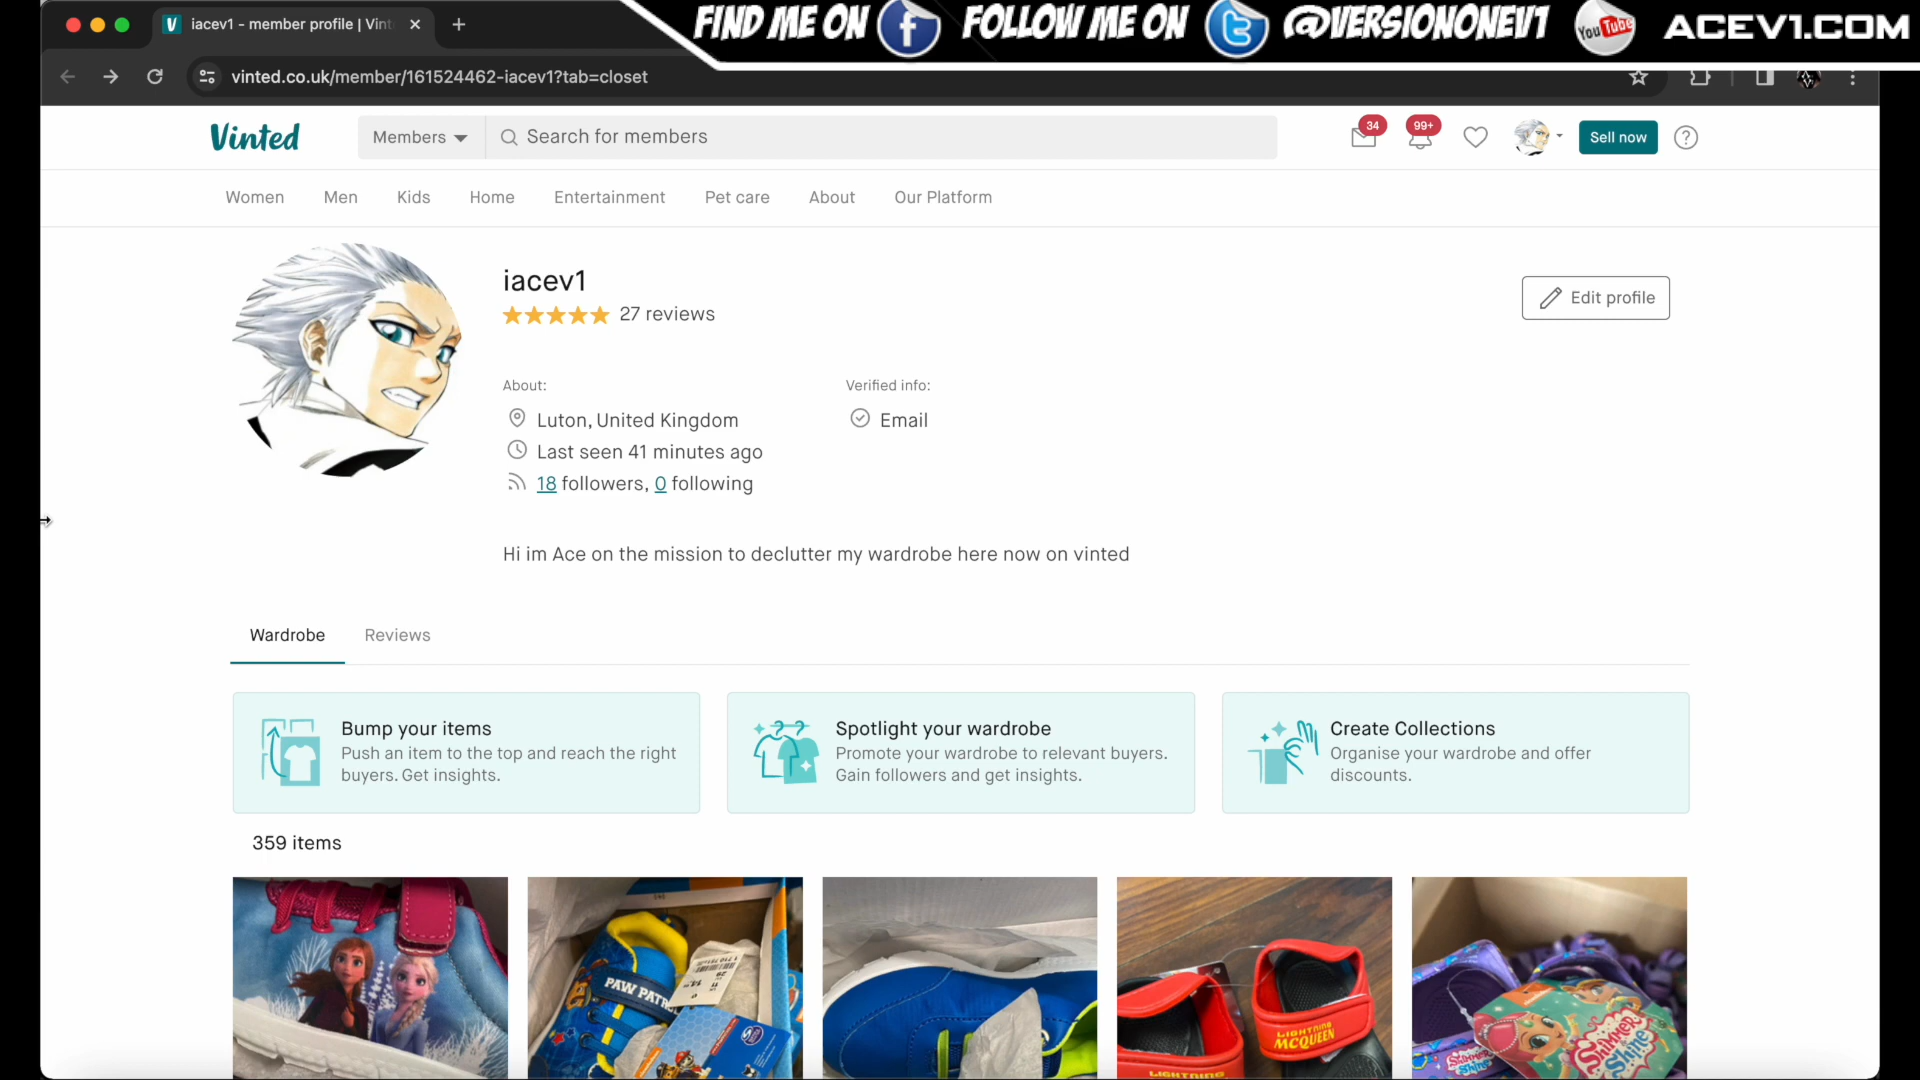 iacev1 - member profile | Vint
FIND ME ON FOLLOW ME ON @VERSIONONEV1 YouTube ACEV1.COM
vinted.co.uk/member/161524462-iacev1?tab=closet
Vinted Members Search for members 34 99+ Sell now
Women Men Kids Home Entertainment Pet care About Our Platform
iacev1
27 reviews
Edit profile
About: Verified info:
Luton, United Kingdom Email
Last seen 41 minutes ago
18 followers, 0 following
Hi im Ace on the mission to declutter my wardrobe here now on vinted
Wardrobe Reviews
Bump your items
Push an item to the top and reach the right
buyers. Get insights.
Spotlight your wardrobe
Promote your wardrobe to relevant buyers.
Gain followers and get insights.
Create Collections
Organise your wardrobe and offer
discounts.
359 items
PAW PATR
LIGHTNING
McQUEEN
LIGHTNING
SHIMMER
Shine
SHIMMER
Shine